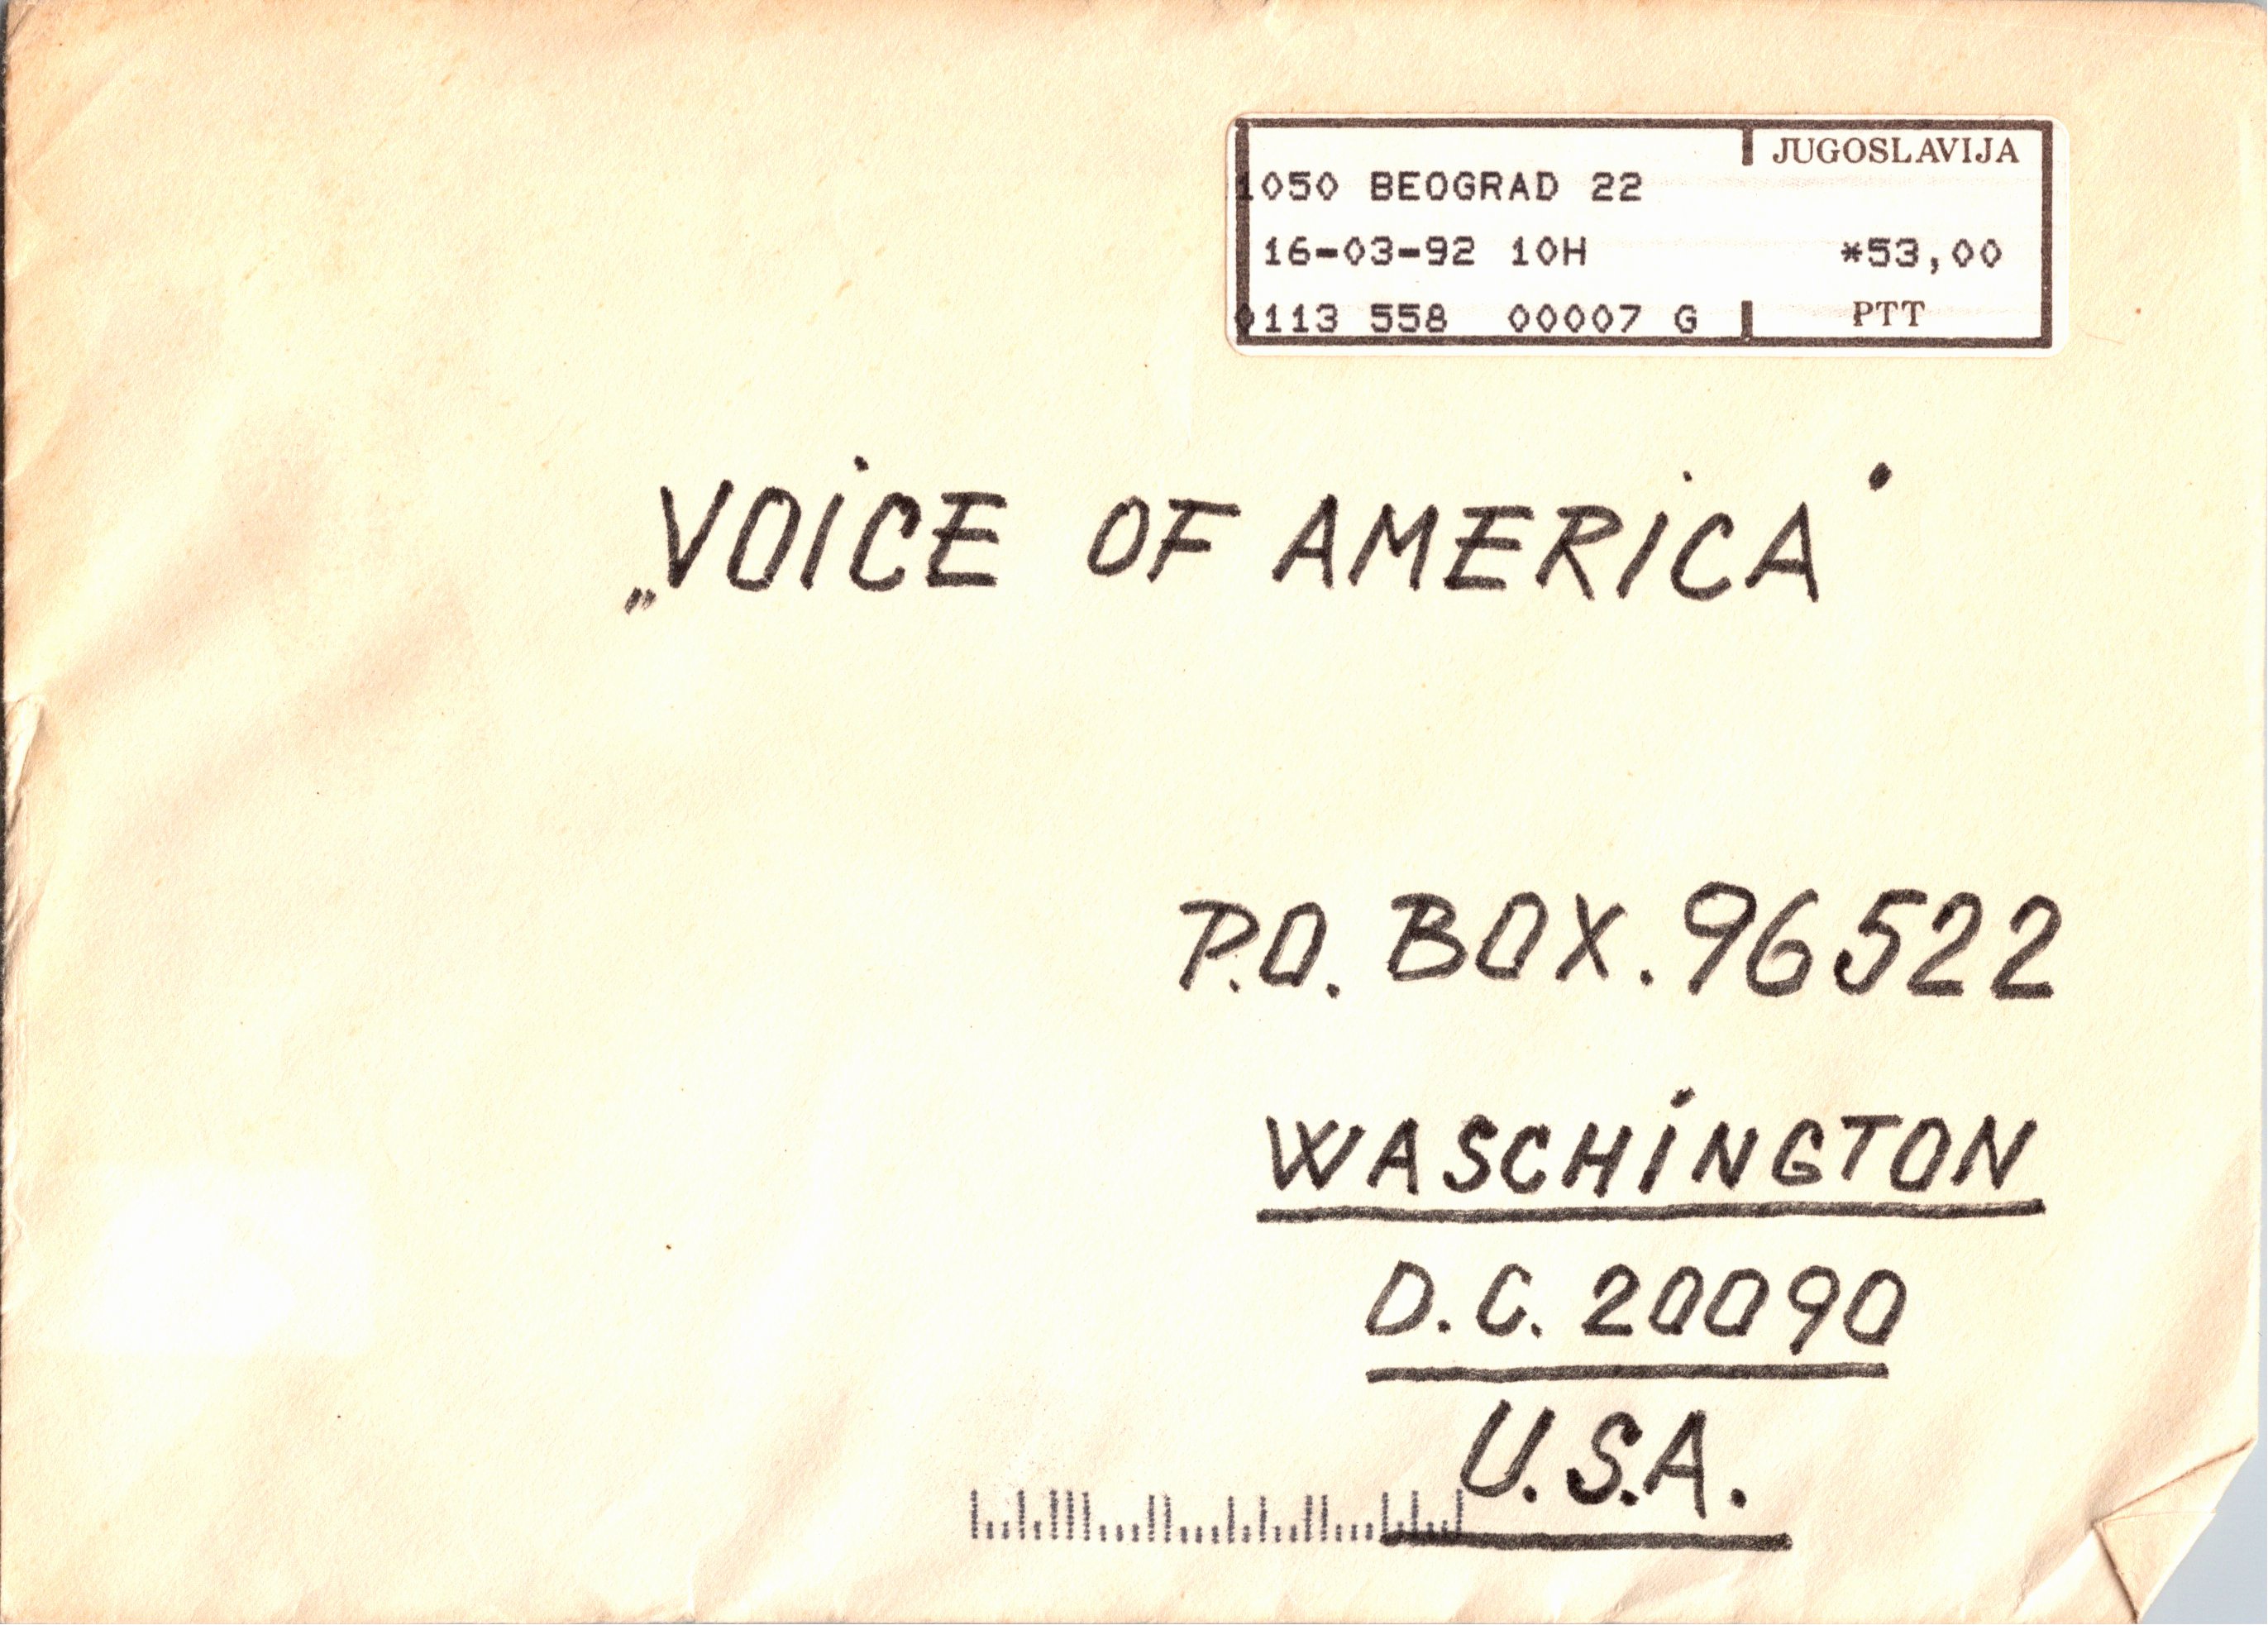 JUGOSLAVIJA
1050 BEOGRAD 22
16-03-92 10H *53,00
0113 558 00007 G PTT
„VOICE OF AMERICA"
P.O. BOX. 96522
WASCHINGTON
D.C. 20090
U.S.A.